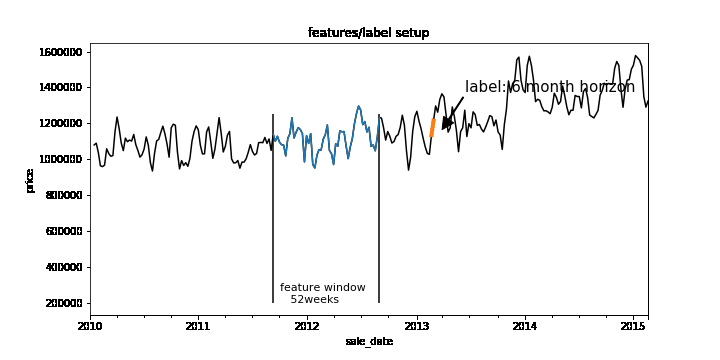 features/label setup
1600000
1400000
1200000
1000000
800000
600000
400000
200000
price
label: 6 month horizon
feature window
52weeks
2010
2011
2012
2013
2014
2015
sale_date